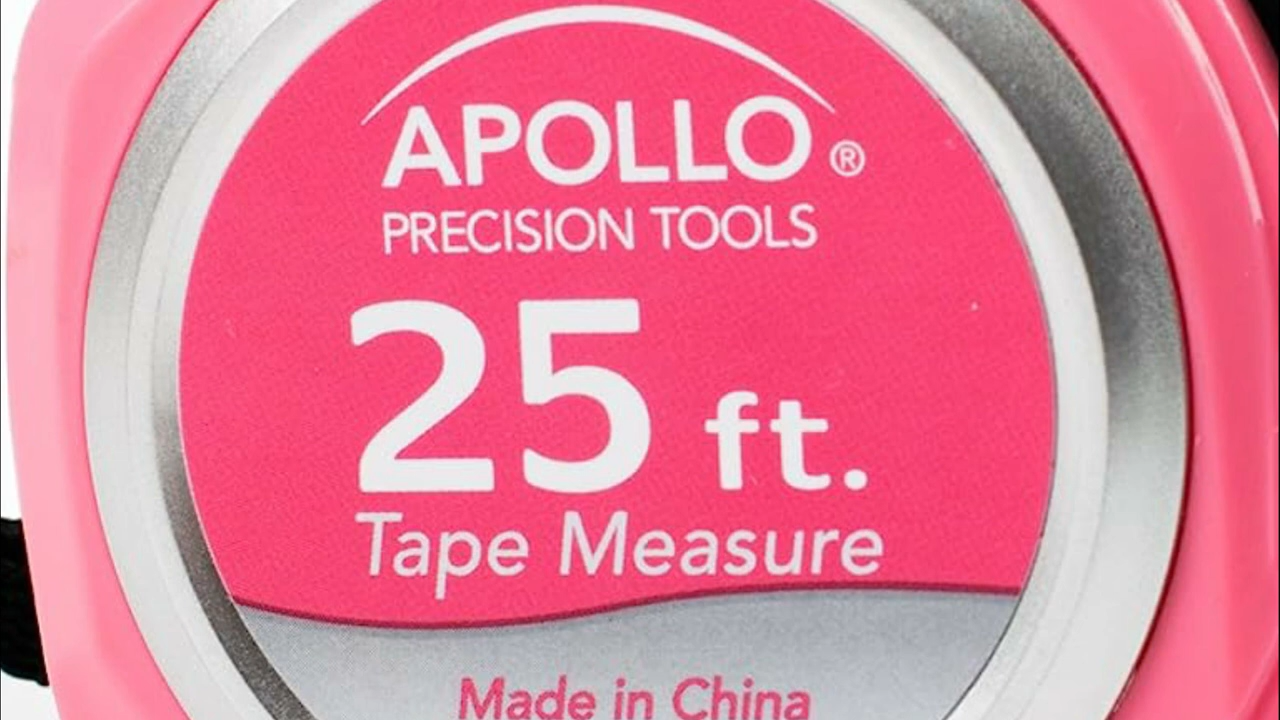 APOLLO®
PRECISION TOOLS
25 ft.
Tape Measure
Made in China